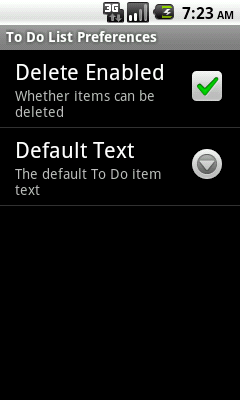 3G 7:23 AM
To Do List Preferences
Delete Enabled
Whether items can be
deleted
Default Text
The default To Do item
text